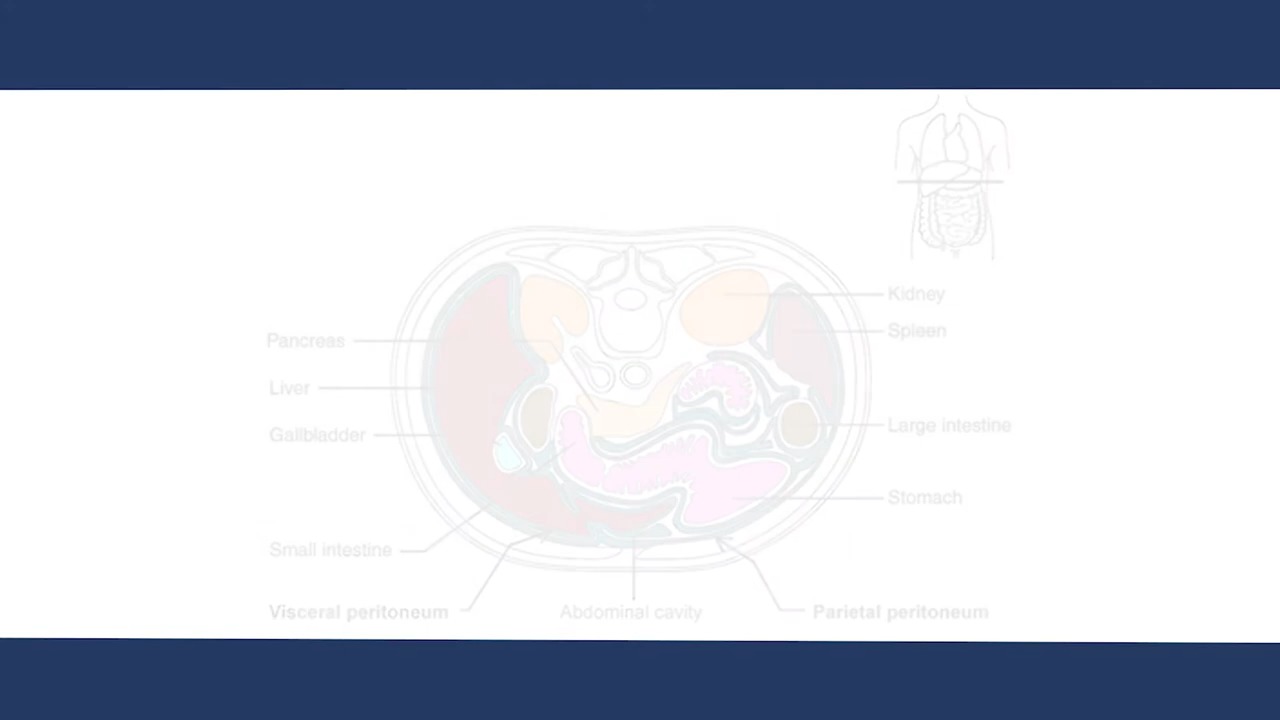 Kidney
Spleen
Pancreas
Liver
Large intestine
Gallbladder
Stomach
Small intestine
Visceral peritoneum
Abdominal cavity
Parietal peritoneum